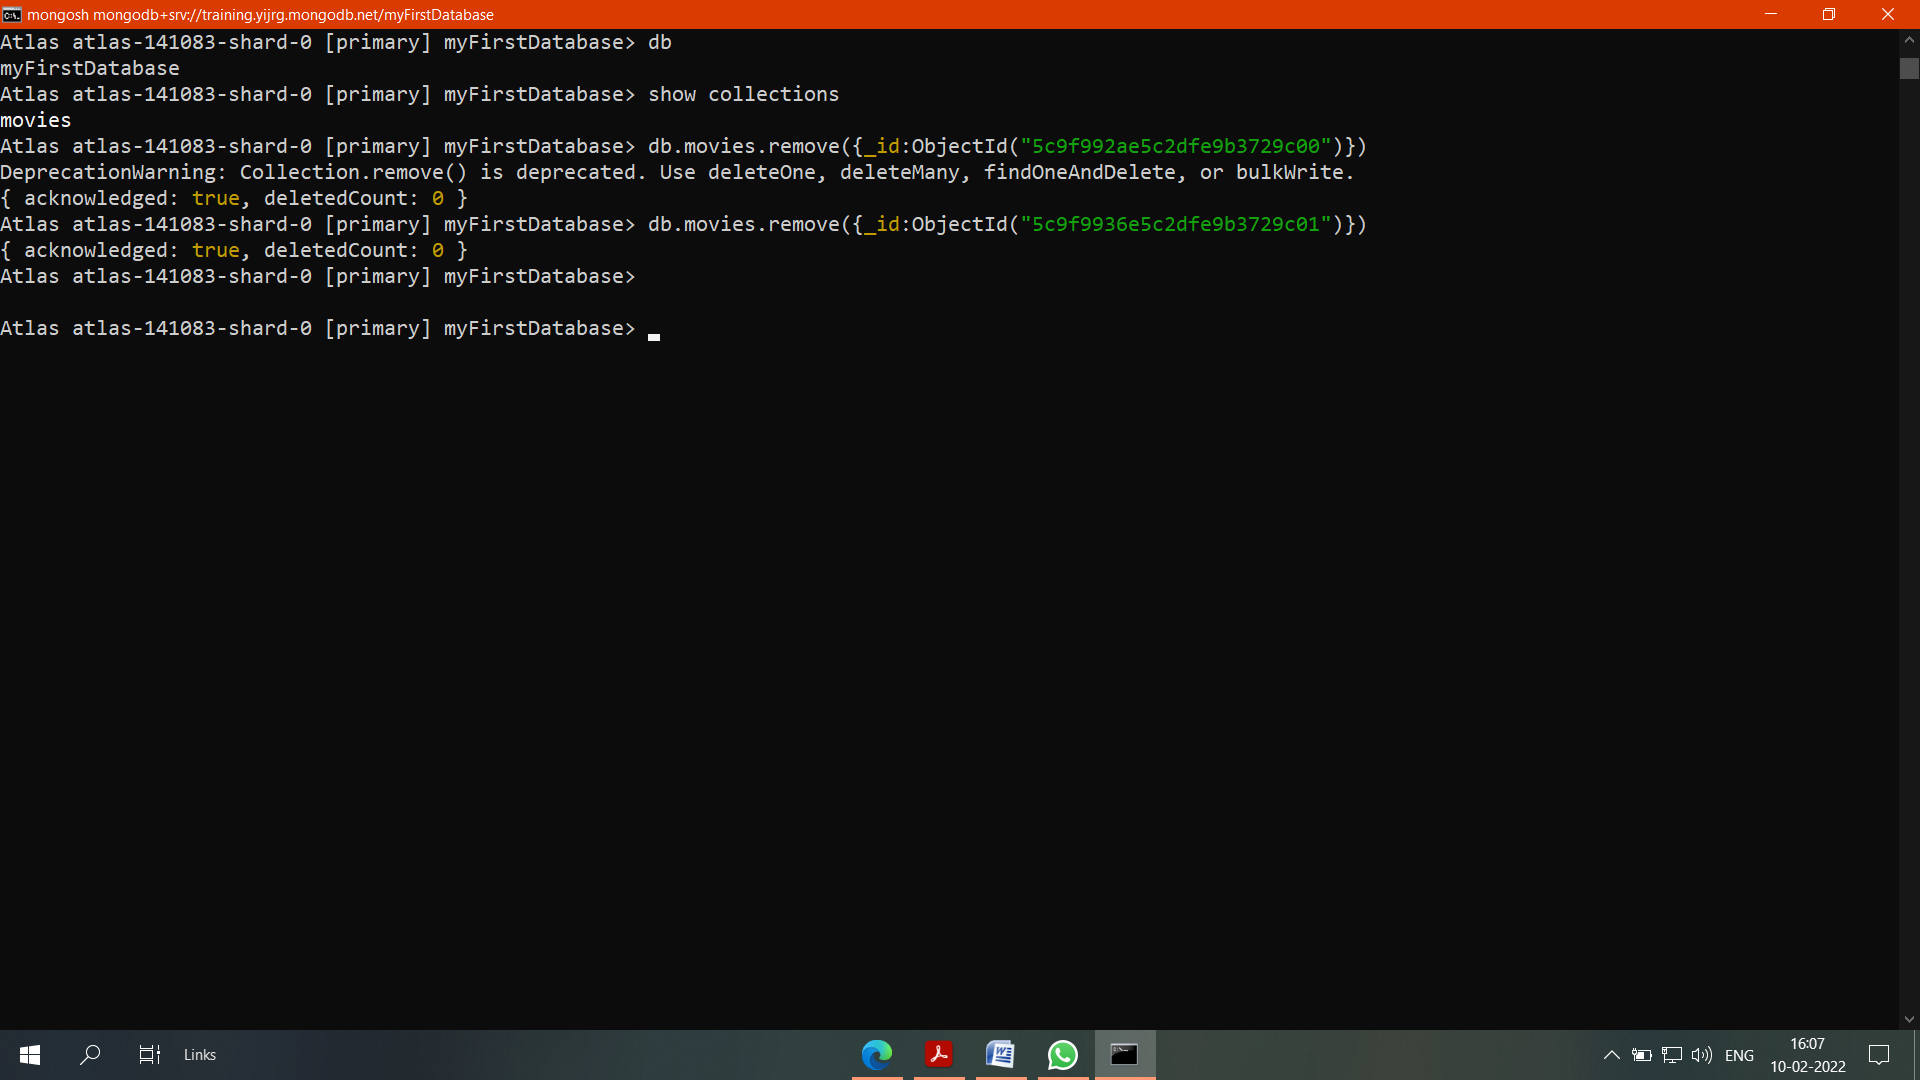 mongosh mongodb+srv://training.yijrg.mongodb.net/myFirstDatabase
Atlas atlas-141083-shard-0 [primary] myFirstDatabase> db
myFirstDatabase
Atlas atlas-141083-shard-0 [primary] myFirstDatabase> show collections
movies
Atlas atlas-141083-shard-0 [primary] myFirstDatabase> db.movies.remove({_id:ObjectId("5c9f992ae5c2dfe9b3729c00")})
DeprecationWarning: Collection.remove() is deprecated. Use deleteOne, deleteMany, findOneAndDelete, or bulkWrite.
{ acknowledged: true, deletedCount: 0 }
Atlas atlas-141083-shard-0 [primary] myFirstDatabase> db.movies.remove({_id:ObjectId("5c9f9936e5c2dfe9b3729c01")})
{ acknowledged: true, deletedCount: 0 }
Atlas atlas-141083-shard-0 [primary] myFirstDatabase>
Atlas atlas-141083-shard-0 [primary] myFirstDatabase>
Links
ENG
16:07
10-02-2022